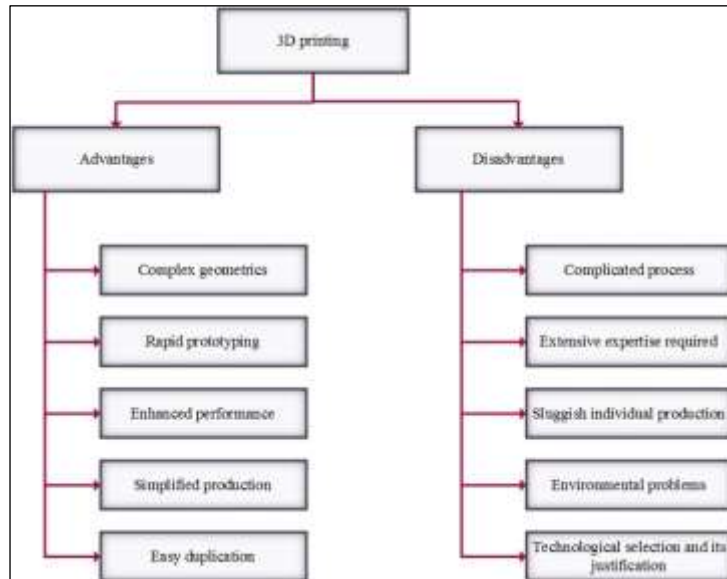 3D printing
Advantages
Disadvantages
Complex geometrics
Rapid prototyping
Enhanced performance
Simplified production
Easy duplication
Complicated process
Extensive expertise required
Sluggish individual production
Environmental problems
Technological selection and its
justification